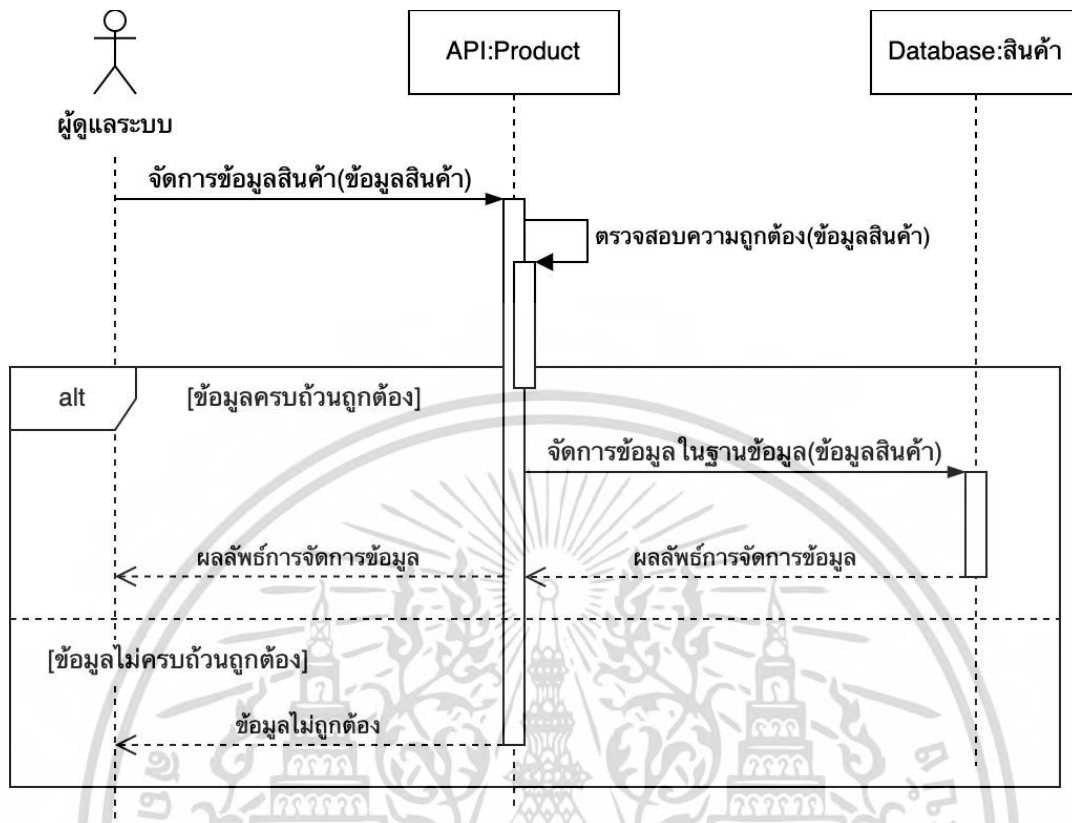 API:Product
Database:สินค้า
ผู้ดูแลระบบ
จัดการข้อมูลสินค้า(ข้อมูลสินค้า)
ตรวจสอบความถูกต้อง(ข้อมูลสินค้า)
alt
[ข้อมูลครบถ้วนถูกต้อง]
จัดการข้อมูลในฐานข้อมูล(ข้อมูลสินค้า)
ผลลัพธ์การจัดการข้อมูล
ผลลัพธ์การจัดการข้อมูล
[ข้อมูลไม่ครบถ้วนถูกต้อง]
ข้อมูลไม่ถูกต้อง